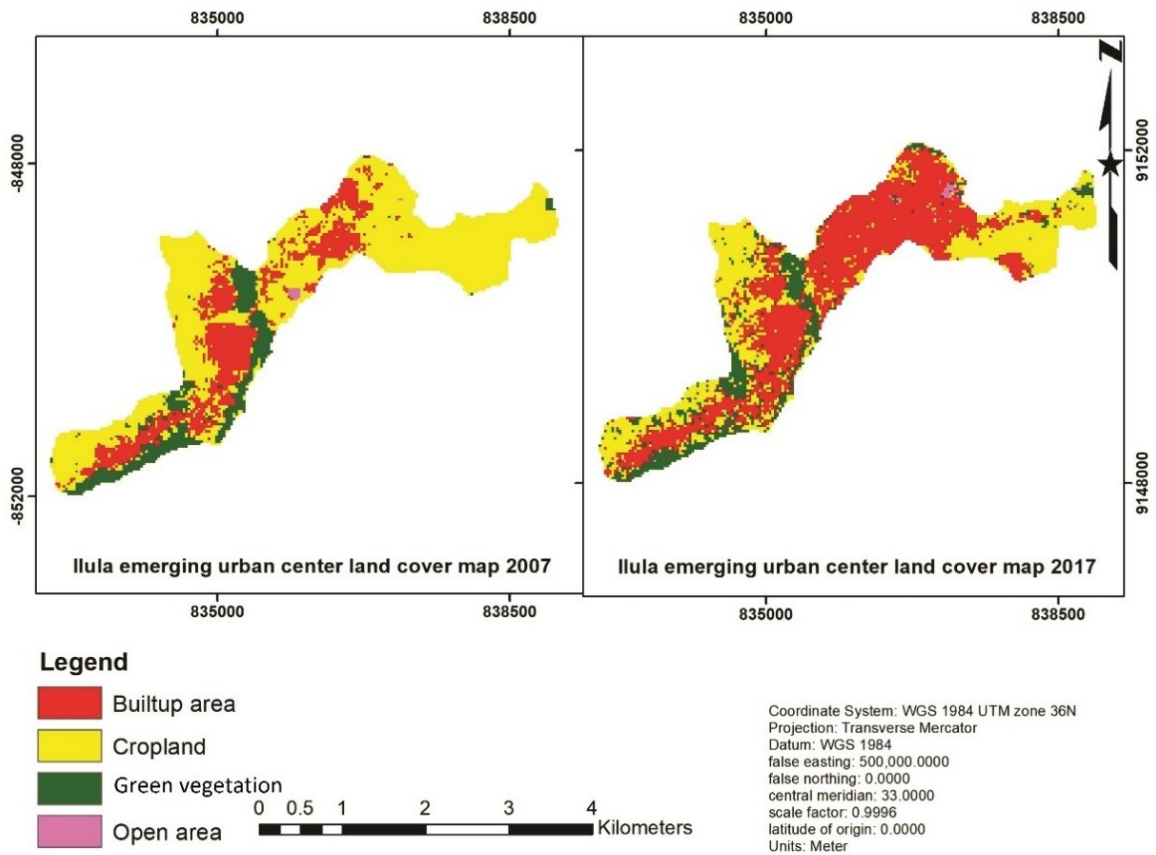 835000
838500
835000
838500
-848000
-852000
9152000
9148000
N
Ilula emerging urban center land cover map 2007
Ilula emerging urban center land cover map 2017
835000
838500
835000
838500
Legend
Builtup area
Cropland
Green vegetation
Open area
0 0.5 1 2 3 4
Kilometers
Coordinate System: WGS 1984 UTM zone 36N
Projection: Transverse Mercator
Datum: WGS 1984
false easting: 500,000.0000
false northing: 0.0000
central meridian: 33.0000
scale factor: 0.9996
latitude of origin: 0.0000
Units: Meter